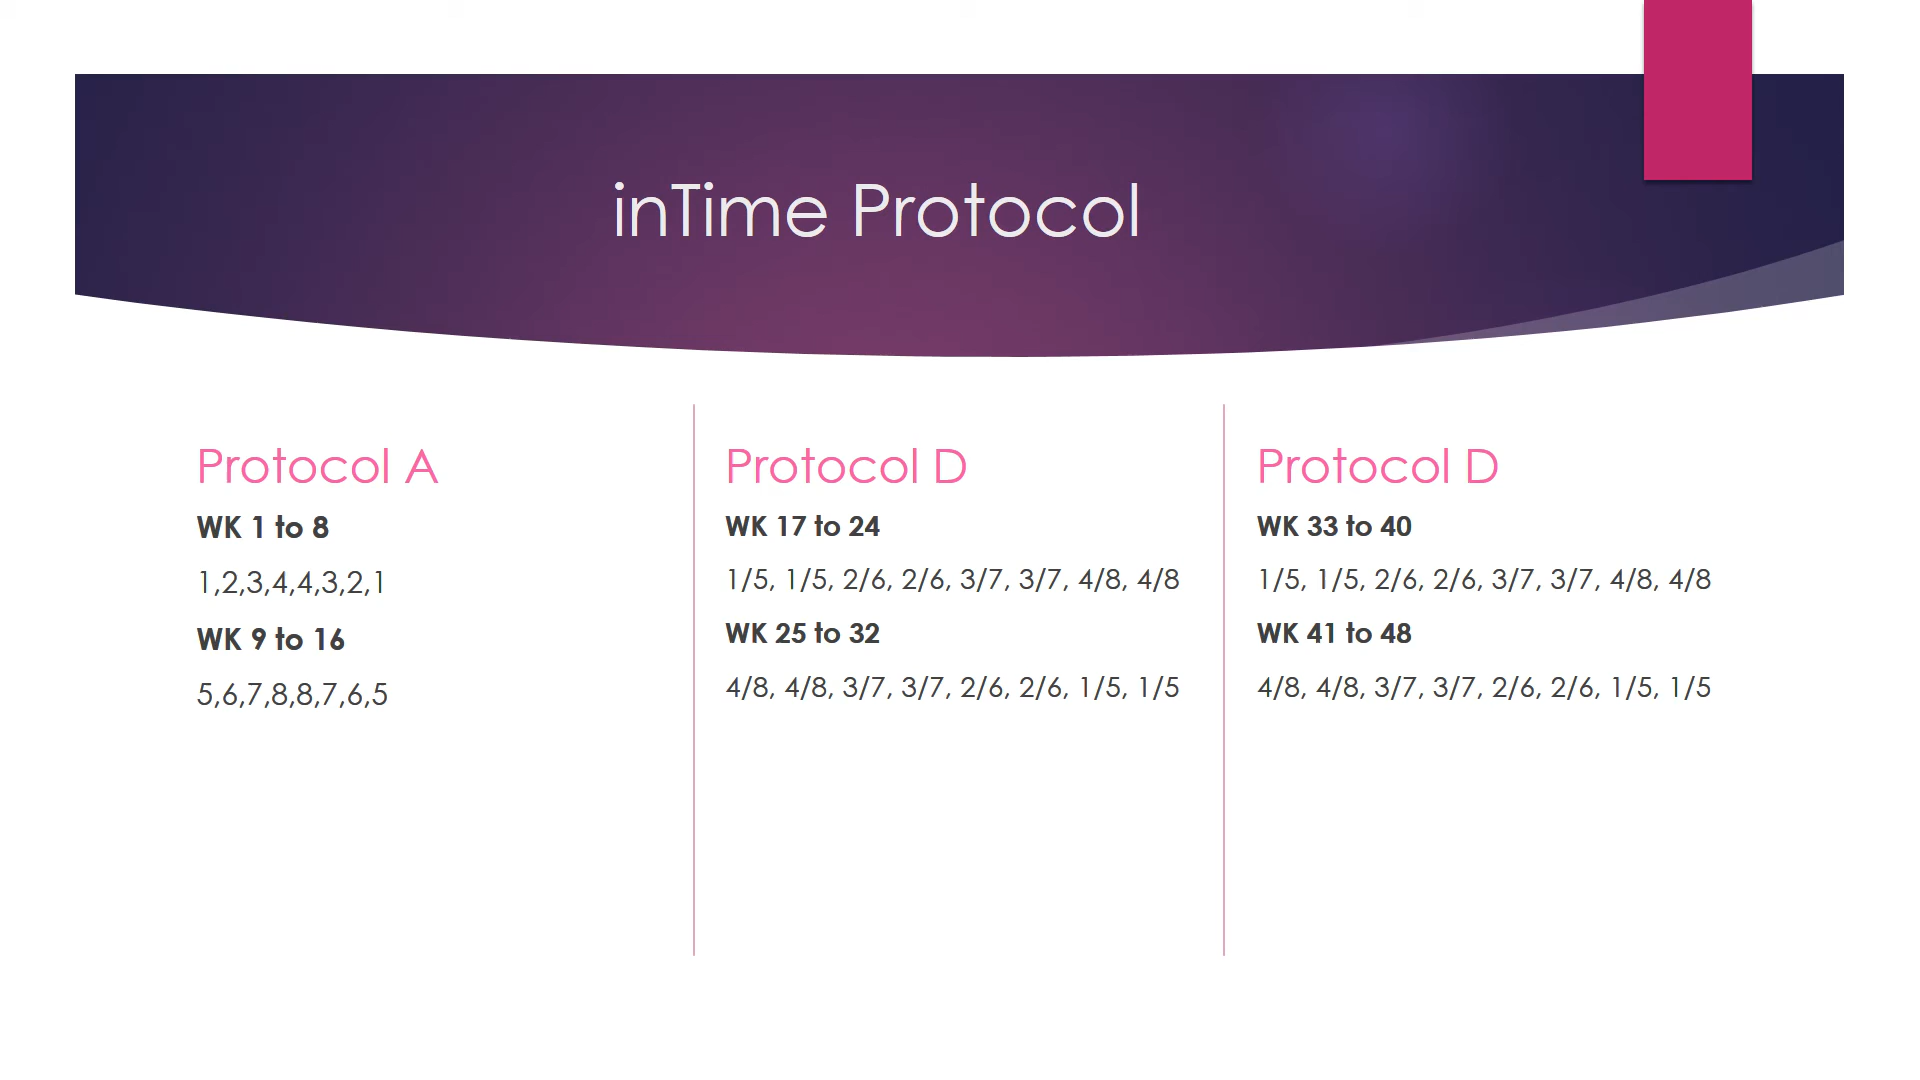 inTime Protocol
Protocol A
WK 1 to 8
1,2,3,4,4,3,2,1
WK 9 to 16
5,6,7,8,8,7,6,5
Protocol D
WK 17 to 24
1/5, 1/5, 2/6, 2/6, 3/7, 3/7, 4/8, 4/8
WK 25 to 32
4/8, 4/8, 3/7, 3/7, 2/6, 2/6, 1/5, 1/5
Protocol D
WK 33 to 40
1/5, 1/5, 2/6, 2/6, 3/7, 3/7, 4/8, 4/8
WK 41 to 48
4/8, 4/8, 3/7, 3/7, 2/6, 2/6, 1/5, 1/5